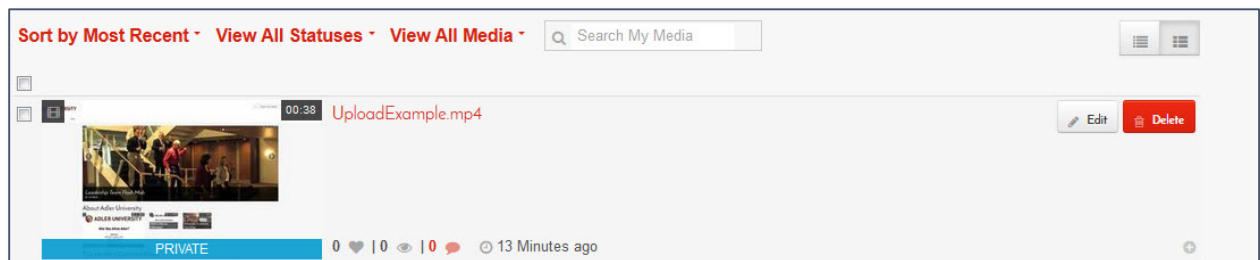 Sort by Most Recent View All Statuses View All Media Search My Media
00:38 UploadExample.mp4 Edit Delete
Leadership Team Flash Mob
About Adler University
ADLER UNIVERSITY
PRIVATE 0 | 0 | 0 13 Minutes ago